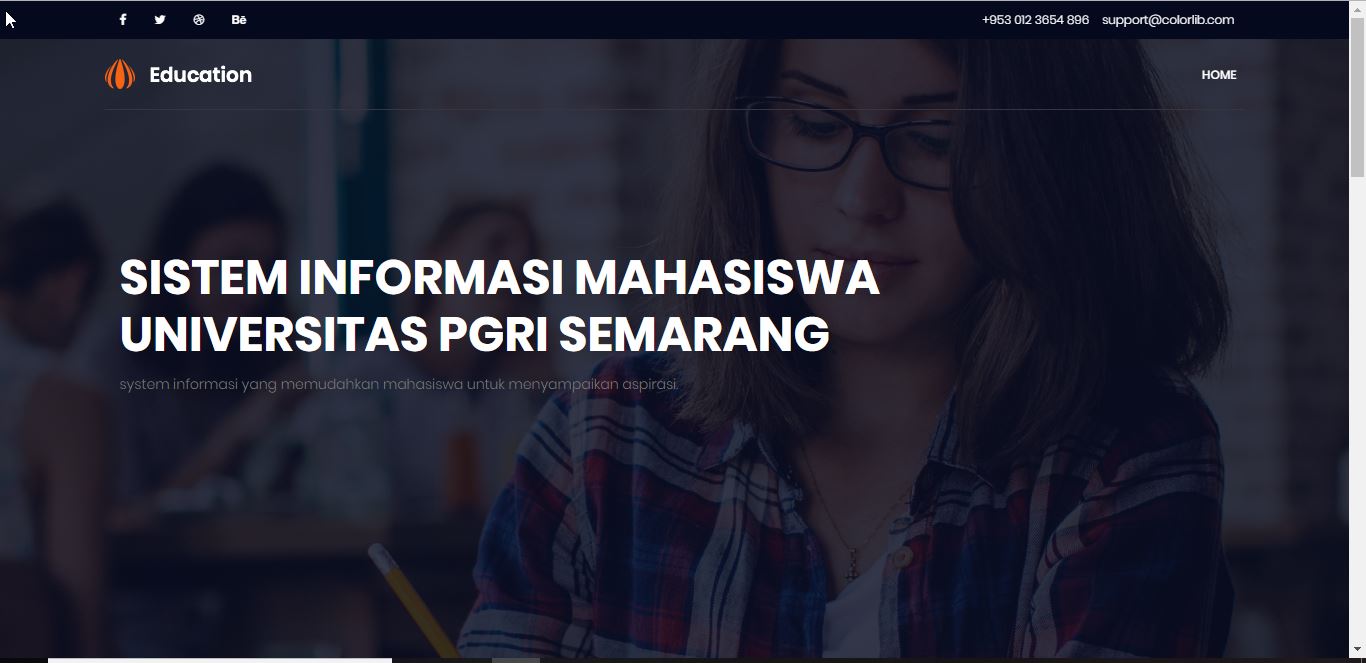 +953 012 3654 896 support@colorlib.com
Education
HOME
SISTEM INFORMASI MAHASISWA
UNIVERSITAS PGRI SEMARANG
system informasi yang memudahkan mahasiswa untuk menyampaikan aspirasi.